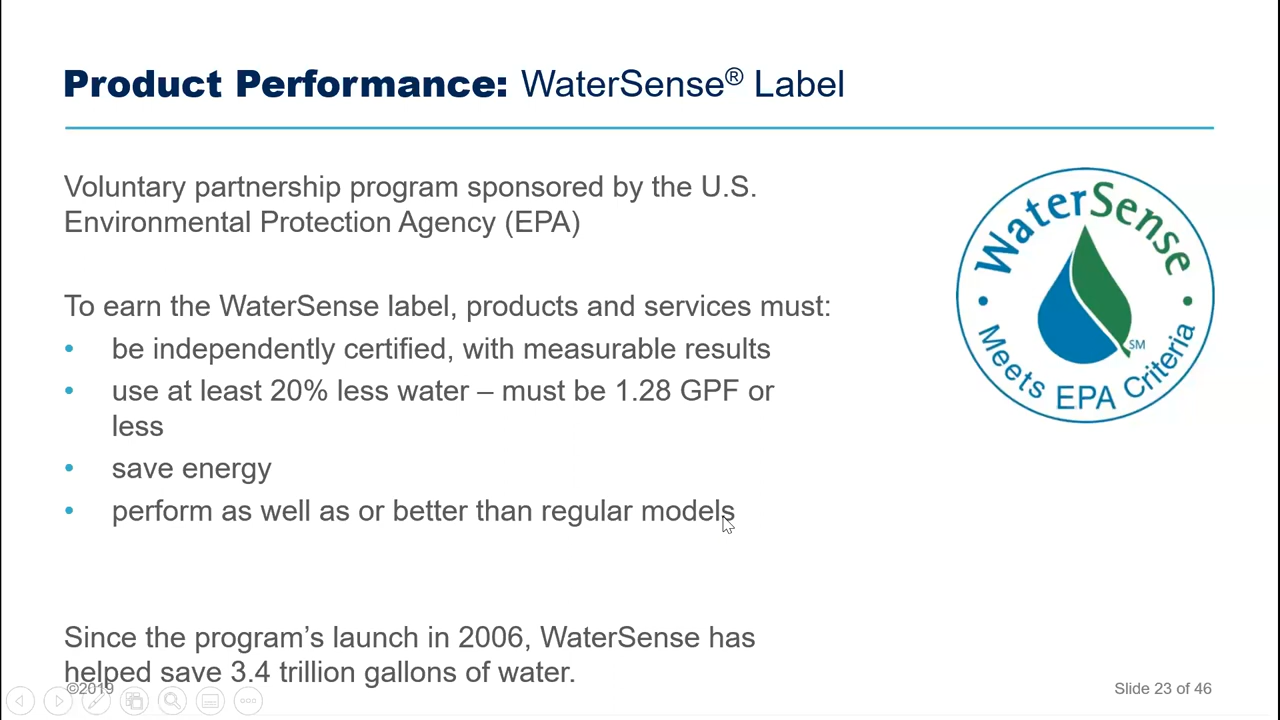 Product Performance: WaterSense® Label
Voluntary partnership program sponsored by the U.S.
Environmental Protection Agency (EPA)
To earn the WaterSense label, products and services must:
• be independently certified, with measurable results
• use at least 20% less water – must be 1.28 GPF or
less
• save energy
• perform as well as or better than regular models
Since the program’s launch in 2006, WaterSense has
helped save 3.4 trillion gallons of water.
WaterSense
SM
• Meets EPA Criteria •
©2019
Slide 23 of 46